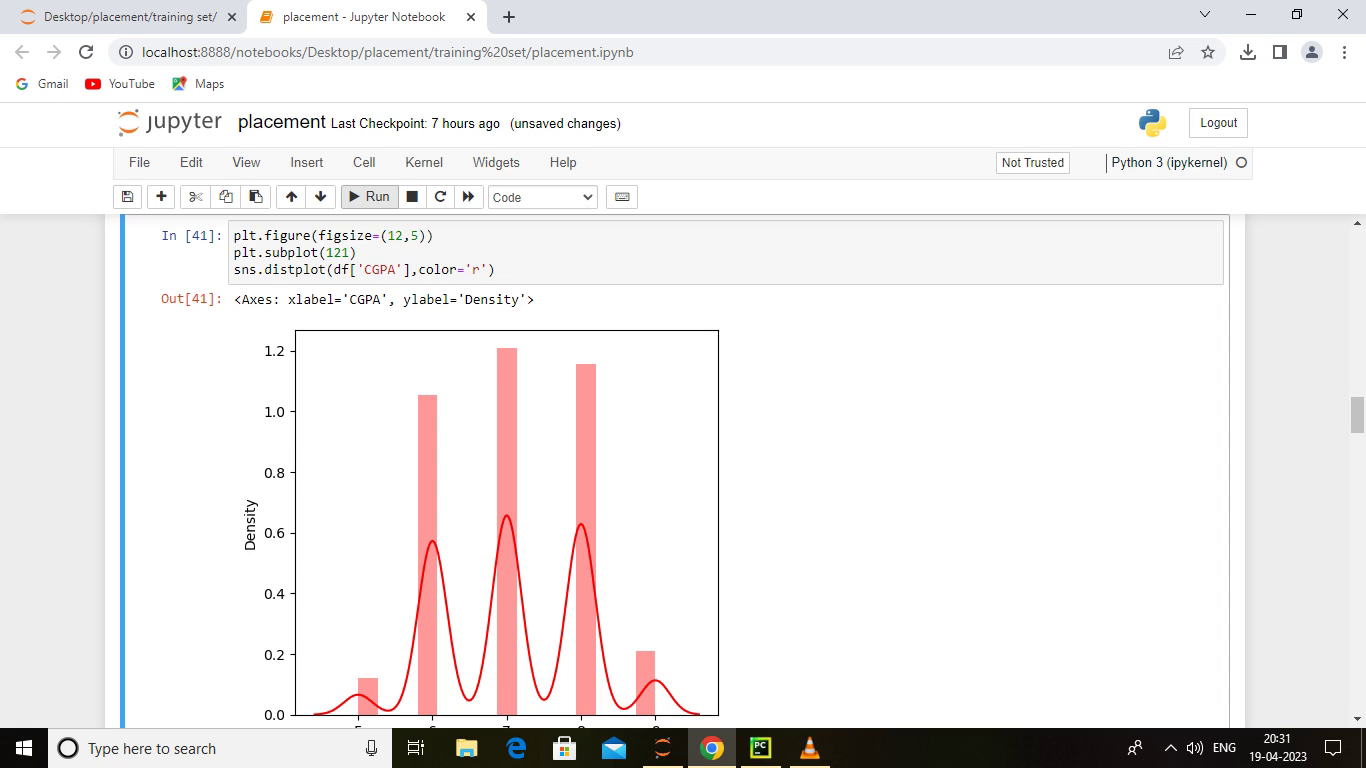 Desktop/placement/training set/
placement - Jupyter Notebook
localhost:8888/notebooks/Desktop/placement/training%20set/placement.ipynb
Gmail YouTube Maps
jupyter placement Last Checkpoint: 7 hours ago (unsaved changes)
Logout
File Edit View Insert Cell Kernel Widgets Help
Not Trusted
Python 3 (ipykernel)
Run
Code
In [41]: plt.figure(figsize=(12,5))
plt.subplot(121)
sns.distplot(df['CGPA'],color='r')
Out[41]: <Axes: xlabel='CGPA', ylabel='Density'>
1.2
1.0
0.8
0.6
0.4
0.2
0.0
Density
Type here to search
PC
ENG
20:31
19-04-2023